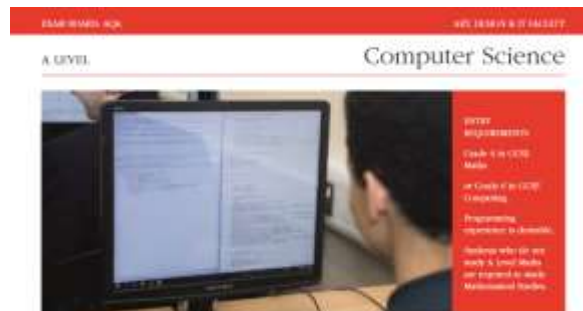 EXAM BOARD: AQA
ART, DESIGN & IT FACULTY
A LEVEL
Computer Science
ENTRY
REQUIREMENTS
Grade 6 in GCSE
Maths
or Grade 6 in GCSE
Computing
Programming
experience is desirable.
Students who do not
study A Level Maths
are required to study
Mathematical Studies.